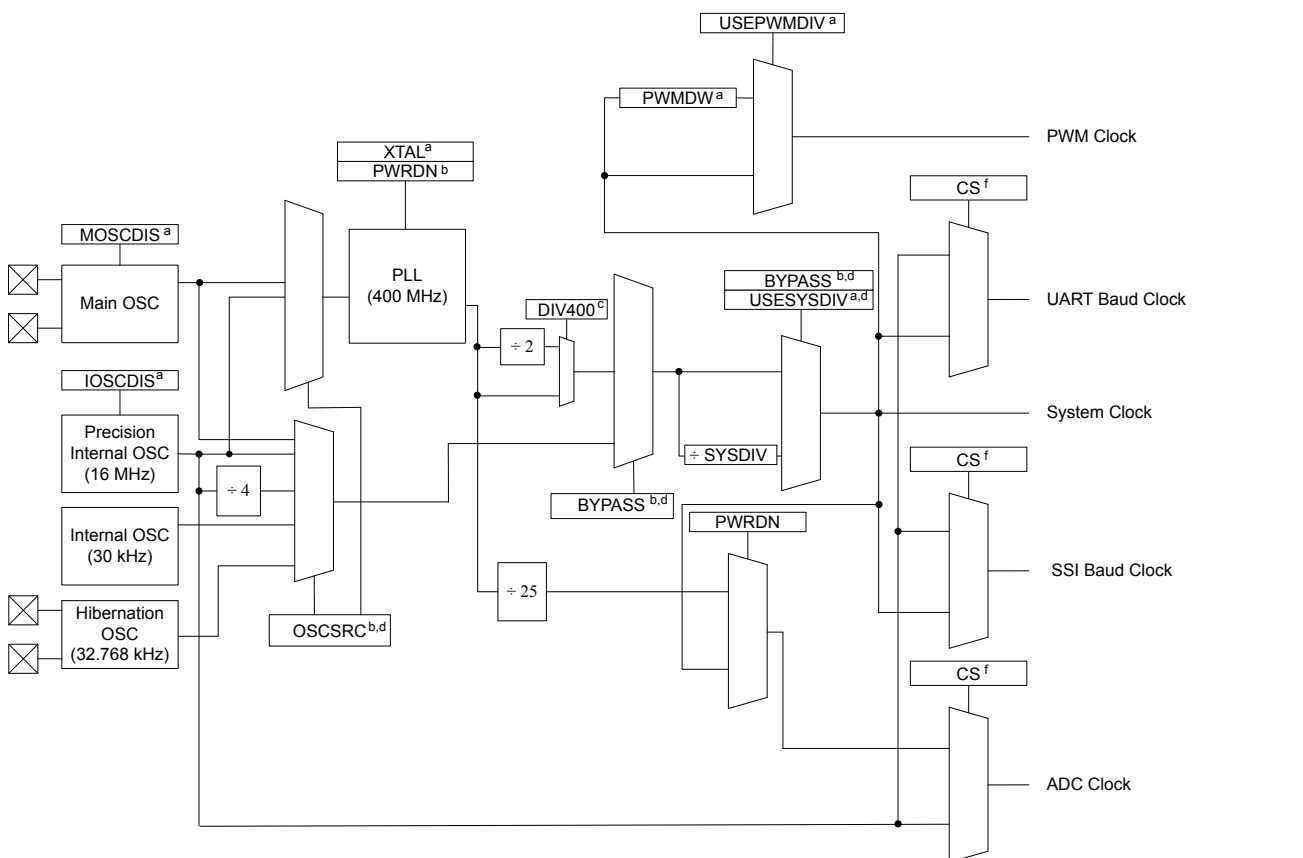 USEPWMDIV a
PWMDW a
PWM Clock
XTAL a
PWRDN b
CS f
MOSCDIS a
Main OSC
PLL
(400 MHz)
BYPASS b,d
USESYSDIV a,d
UART Baud Clock
DIV400 c
÷ 2
IOSCDIS a
Precision
Internal OSC
(16 MHz)
System Clock
÷ SYSDIV
CS f
÷ 4
BYPASS b,d
PWRDN
Internal OSC
(30 kHz)
SSI Baud Clock
÷ 25
Hibernation
OSC
(32.768 kHz)
OSCSRC b,d
CS f
ADC Clock